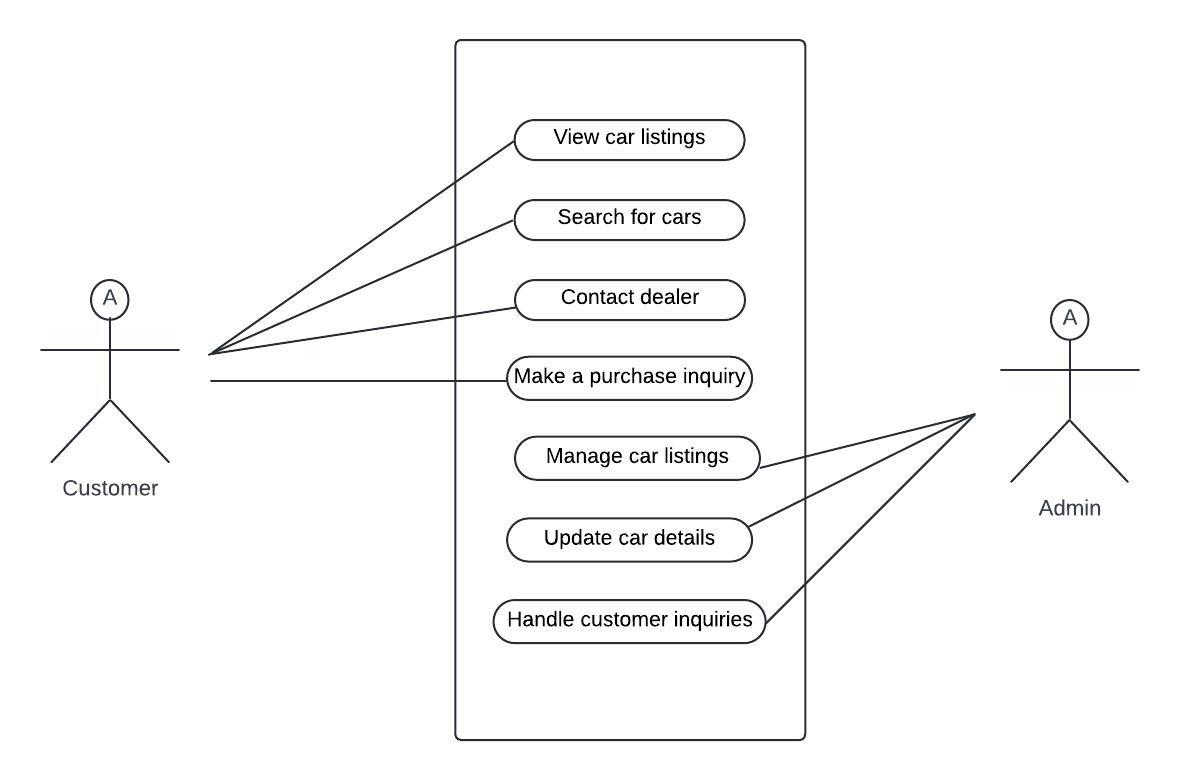 View car listings
Search for cars
Contact dealer
Make a purchase inquiry
Manage car listings
Update car details
Handle customer inquiries
A
Customer
A
Admin